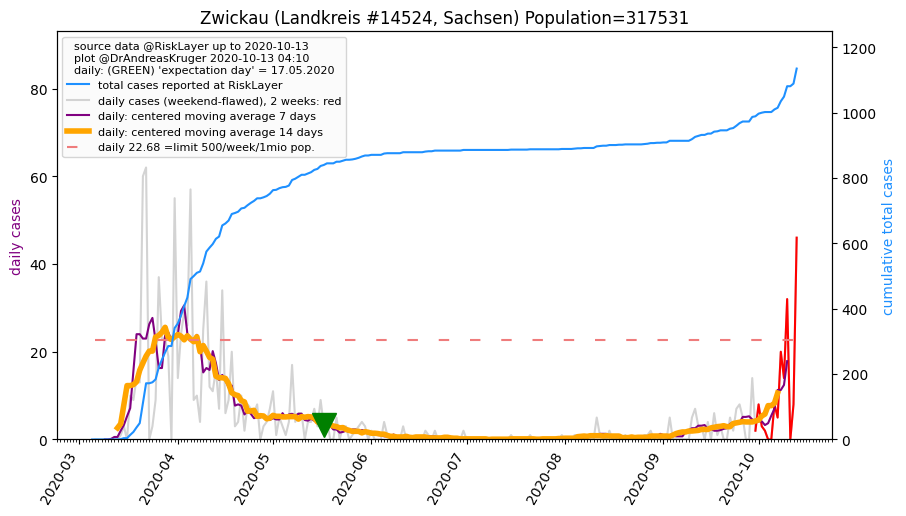 Zwickau (Landkreis #14524, Sachsen) Population=317531
source data @RiskLayer up to 2020-10-13
plot @DrAndreasKruger 2020-10-13 04:10
daily: (GREEN) 'expectation day' = 17.05.2020
total cases reported at RiskLayer
daily cases (weekend-flawed), 2 weeks: red
daily: centered moving average 7 days
daily: centered moving average 14 days
daily 22.68 =limit 500/week/1mio pop.
daily cases
80
60
40
20
0
cumulative total cases
1200
1000
800
600
400
200
0
2020-03
2020-04
2020-05
2020-06
2020-07
2020-08
2020-09
2020-10